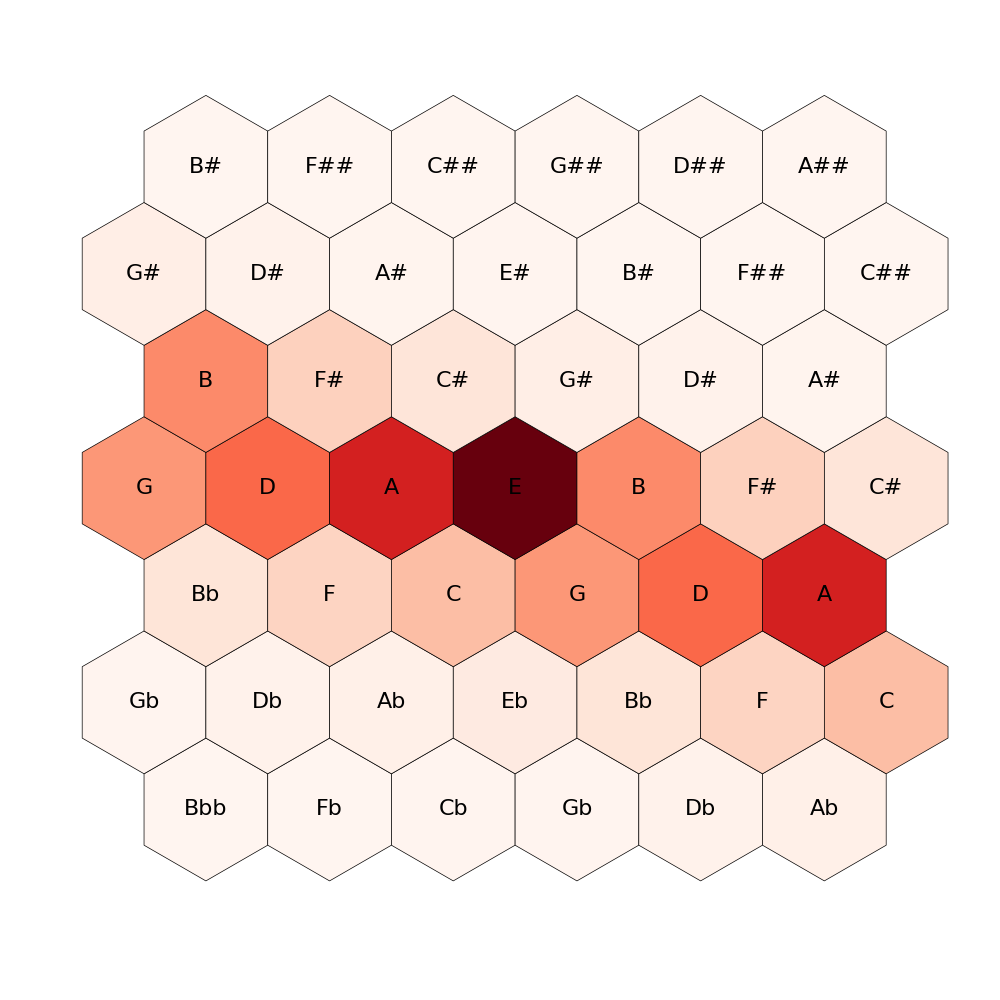 B# F## C## G## D## A##
G# D# A# E# B# F## C##
B F# C# G# D# A#
G D A E B F# C#
Bb F C G D A
Gb Db Ab Eb Bb F C
Bbb Fb Cb Gb Db Ab